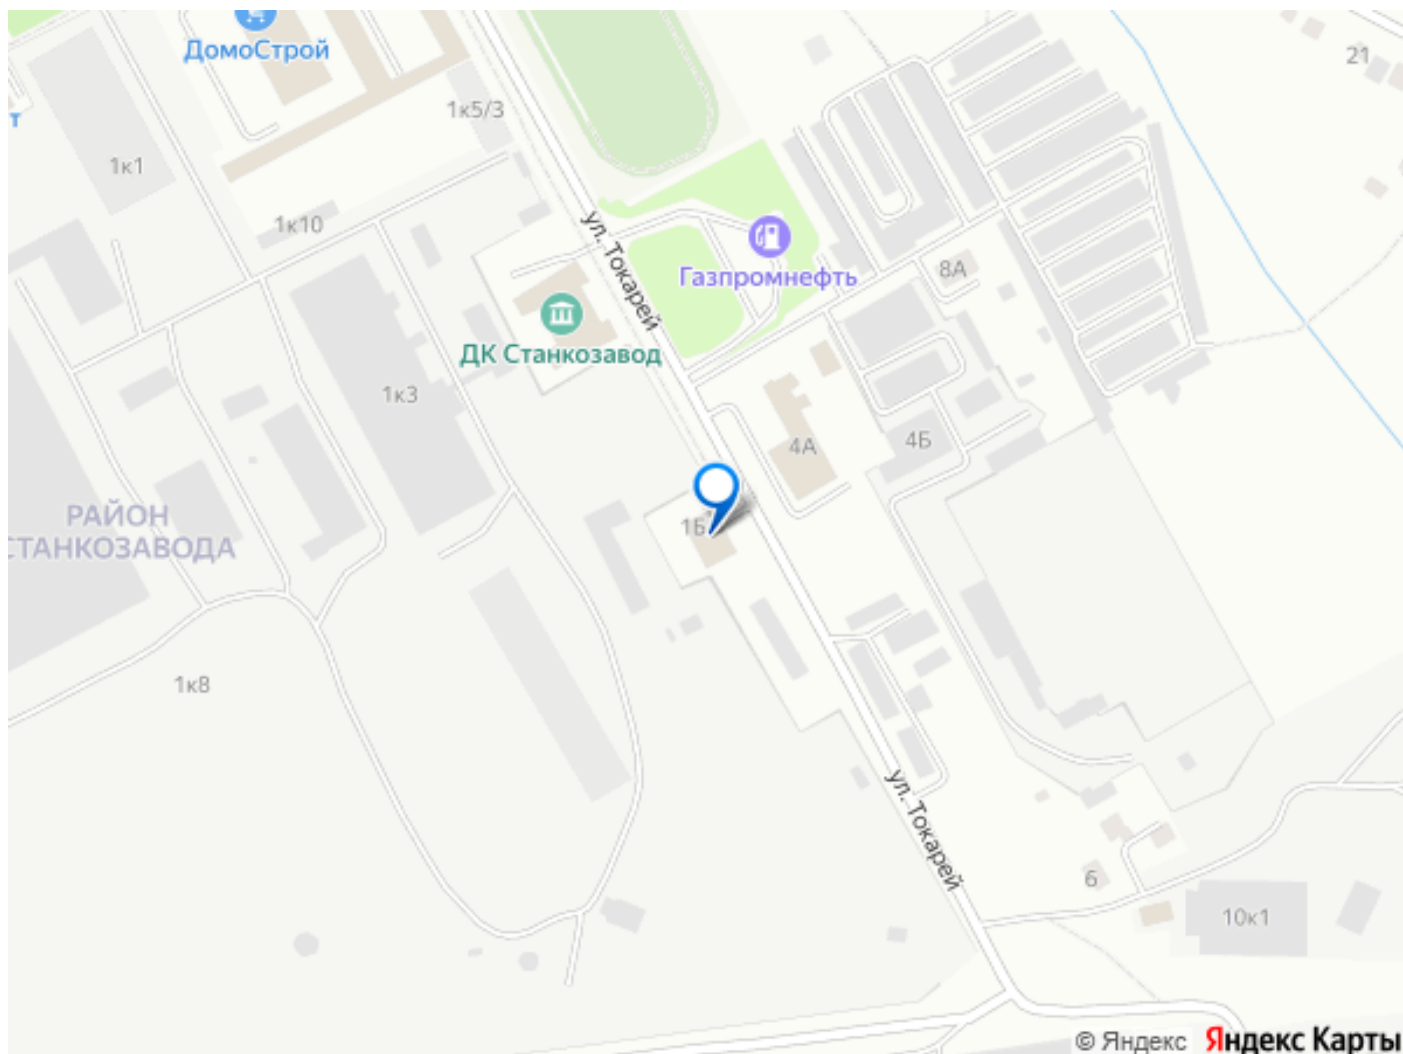 ДомоСтрой
21
1к5/3
т
1к1
1к10
ул. Токарей
Газпромнефть
8А
ДК Станкозавод
1к3
4А
4Б
РАЙОН
СТАНКОЗАВОДА
1Б
1к8
ул. Токарей
6
10к1
© Яндекс Яндекс Карты